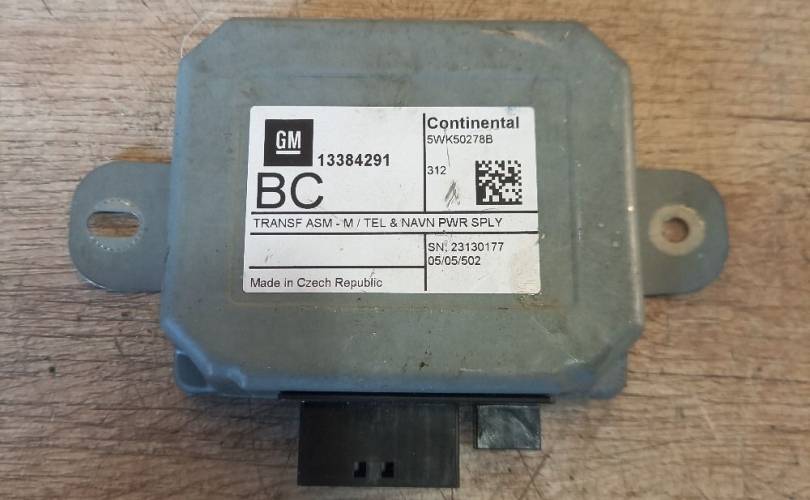 GM
13384291
BC
Continental
5WK50278B
312
TRANSF ASM - M / TEL & NAVN PWR SPLY
SN. 23130177
05/05/502
Made in Czech Republic